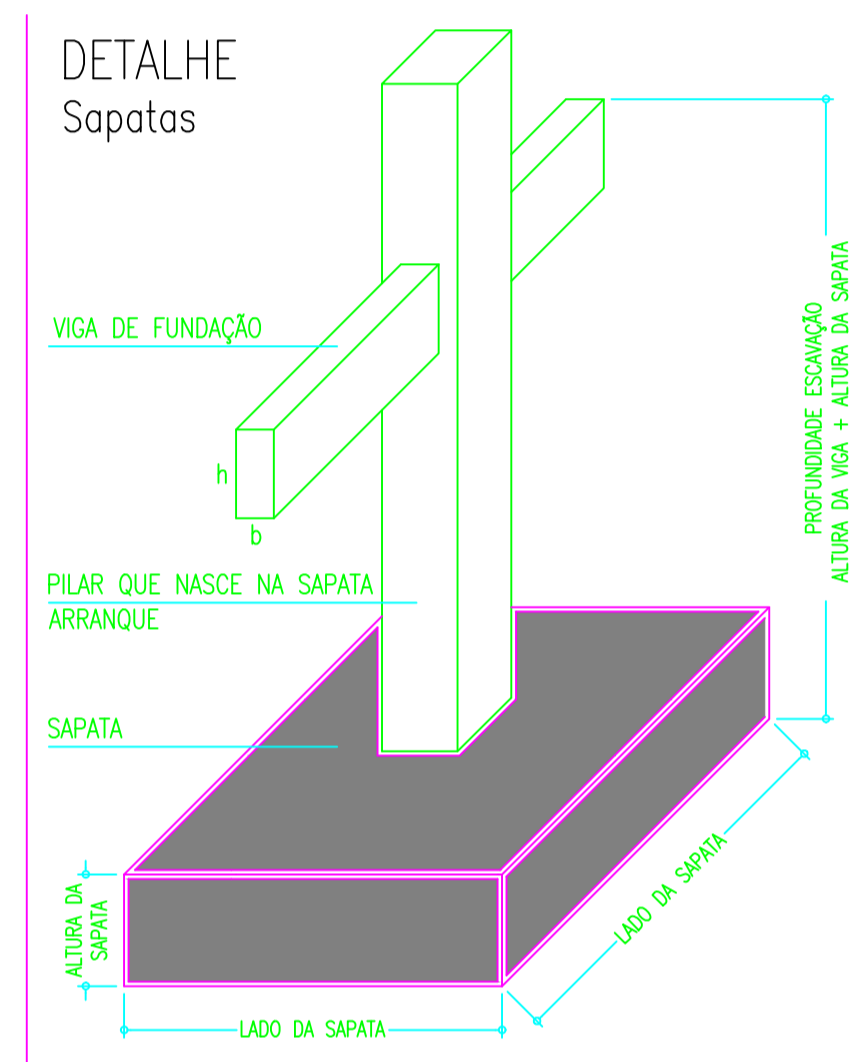 DETALHE
Sapatas
VIGA DE FUNDAÇÃO
h
b
PROFUNDIDADE ESCAVAÇÃO
ALTURA DA VIGA + ALTURA DA SAPATA
PILAR QUE NASCE NA SAPATA
ARRANQUE
SAPATA
ALTURA DA
SAPATA
LADO DA SAPATA
LADO DA SAPATA